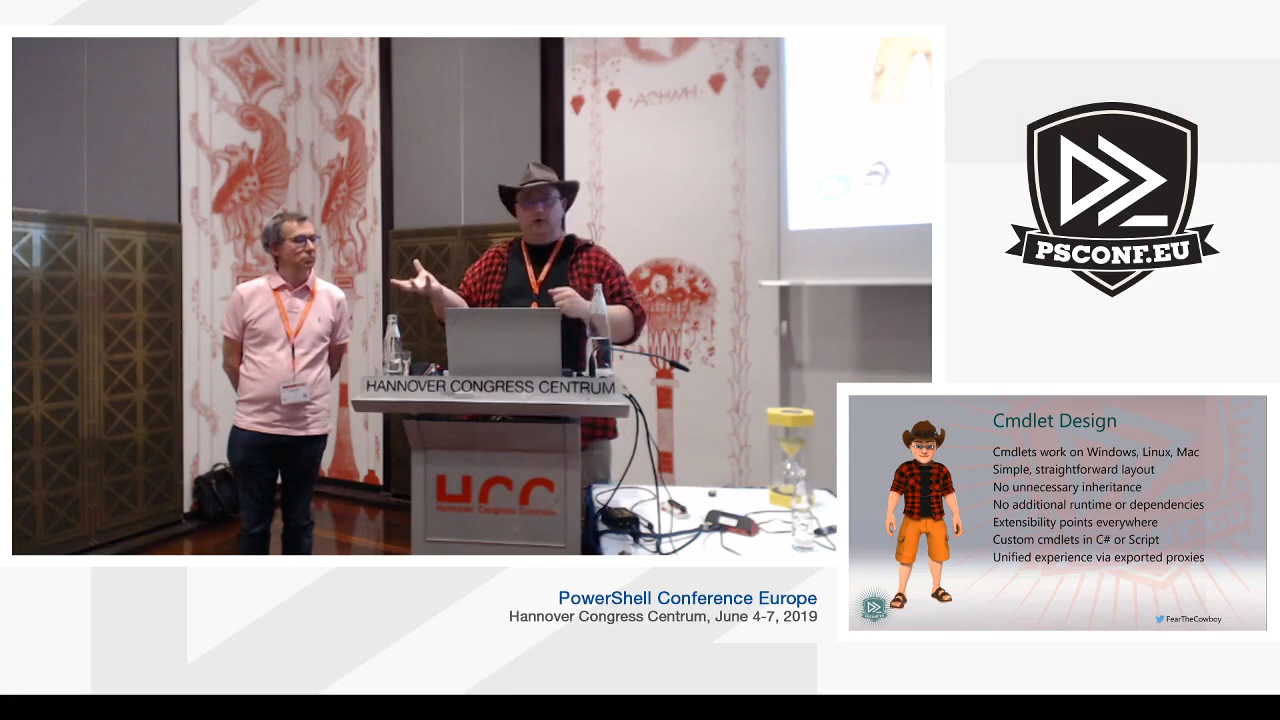 HANNOVER CONGRESS CENTRUM
HCC
Hannover Congress Centrum
PSCONF.EU
Cmdlet Design
Cmdlets work on Windows, Linux, Mac
Simple, straightforward layout
No unnecessary inheritance
No additional runtime or dependencies
Extensibility points everywhere
Custom cmdlets in C# or Script
Unified experience via exported proxies
PSCONF.EU
FearTheCowboy
PowerShell Conference Europe
Hannover Congress Centrum, June 4-7, 2019